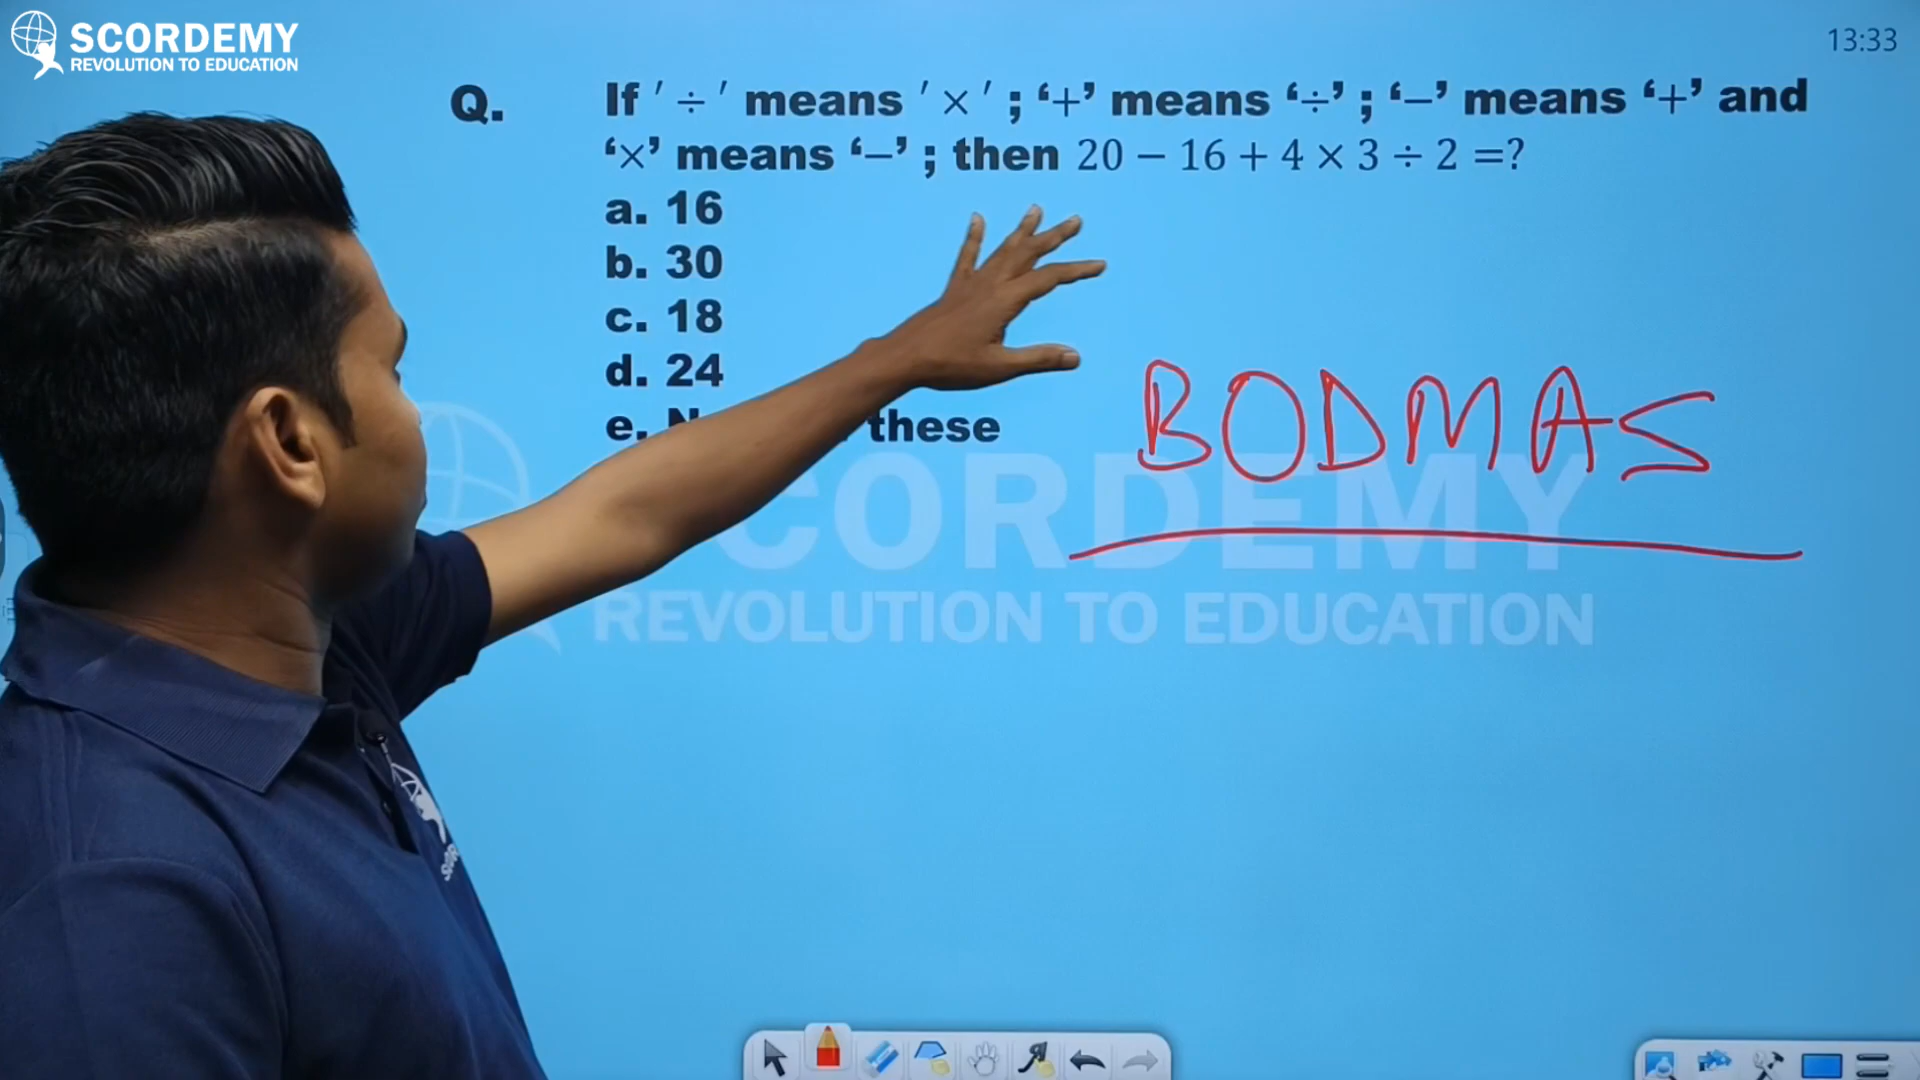 SCORDEMY
REVOLUTION TO EDUCATION
13:33
Q. If ' ÷ ' means ' × ' ; ‘+’ means ‘÷’ ; ‘–’ means ‘+’ and
‘×’ means ‘–’ ; then 20 − 16 + 4 × 3 ÷ 2 =?
a. 16
b. 30
c. 18
d. 24
e. these
BODMAS
CORDEMY
REVOLUTION TO EDUCATION